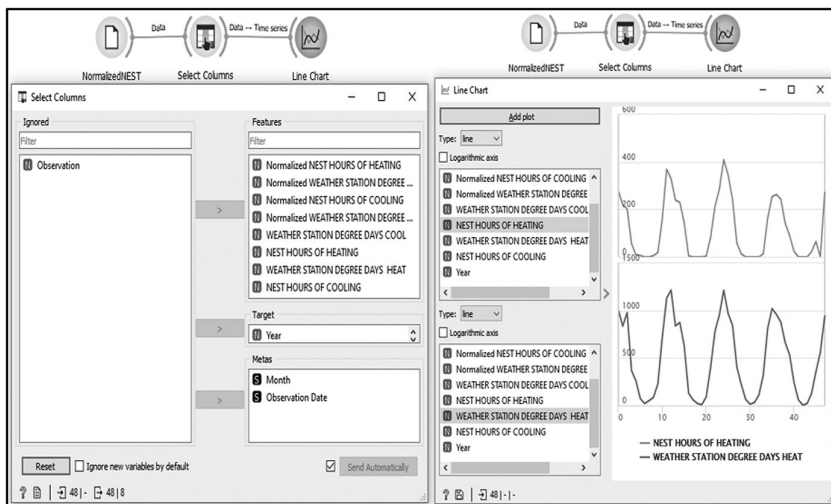 Data
Data → Time series
NormalizedNEST
Select Columns
Line Chart
Select Columns
Ignored
Filter
Observation
>
>
>
Features
Filter
Normalized NEST HOURS OF HEATING
Normalized WEATHER STATION DEGREE ...
Normalized NEST HOURS OF COOLING
Normalized WEATHER STATION DEGREE ...
WEATHER STATION DEGREE DAYS COOL
NEST HOURS OF HEATING
WEATHER STATION DEGREE DAYS HEAT
NEST HOURS OF COOLING
Target
Year
Metas
Month
Observation Date
Reset
Ignore new variables by default
Send Automatically
48 | -
48 | 8
Data
Data → Time series
NormalizedNEST
Select Columns
Line Chart
Line Chart
Add plot
Type: line
Logarithmic axis
Normalized NEST HOURS OF COOLING
Normalized WEATHER STATION DEGREE
WEATHER STATION DEGREE DAYS COOL
NEST HOURS OF HEATING
WEATHER STATION DEGREE DAYS HEAT
NEST HOURS OF COOLING
Year
Type: line
Logarithmic axis
Normalized NEST HOURS OF COOLING
Normalized WEATHER STATION DEGREE
WEATHER STATION DEGREE DAYS COOL
NEST HOURS OF HEATING
WEATHER STATION DEGREE DAYS HEAT
NEST HOURS OF COOLING
Year
48 | - | -
600
400
200
0
1500
1000
500
0
0 10 20 30 40
NEST HOURS OF HEATING
WEATHER STATION DEGREE DAYS HEAT